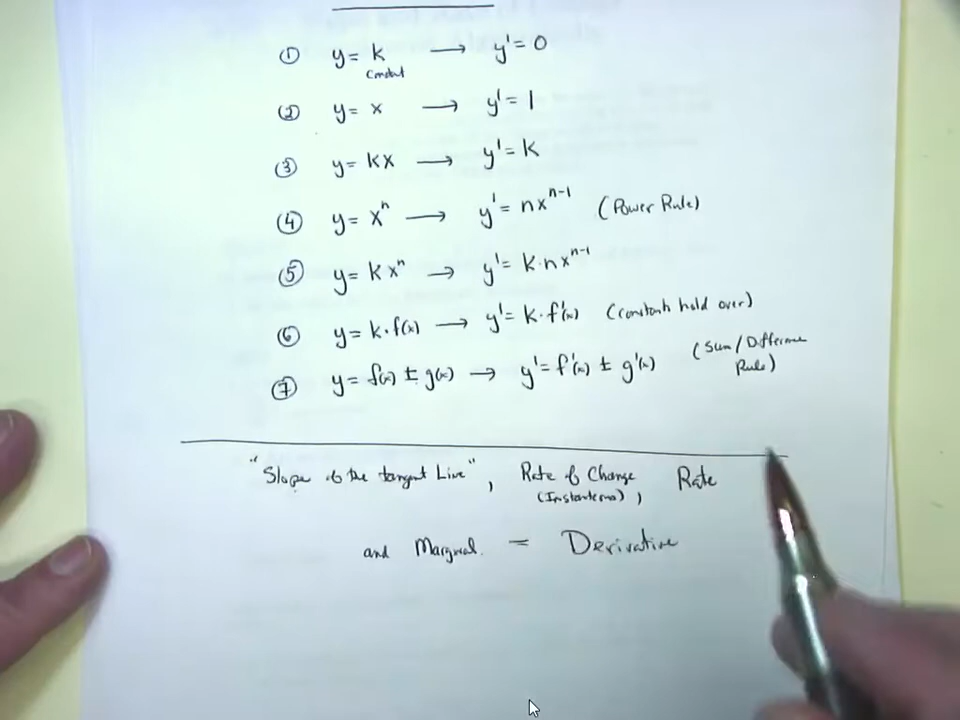 ① y = k → y' = 0
constant
② y = x → y' = 1
③ y = kx → y' = k
④ y = xⁿ → y' = nxⁿ⁻¹ (Power Rule)
⑤ y = kxⁿ → y' = k·nxⁿ⁻¹
⑥ y = k·f(x) → y' = k·f'(x) (constants hold over)
⑦ y = f(x) ± g(x) → y' = f'(x) ± g'(x) (Sum/Difference
Rule)
"Slope of the tangent Line", Rate of Change Rate
(Instantaneous),
and Marginal = Derivative